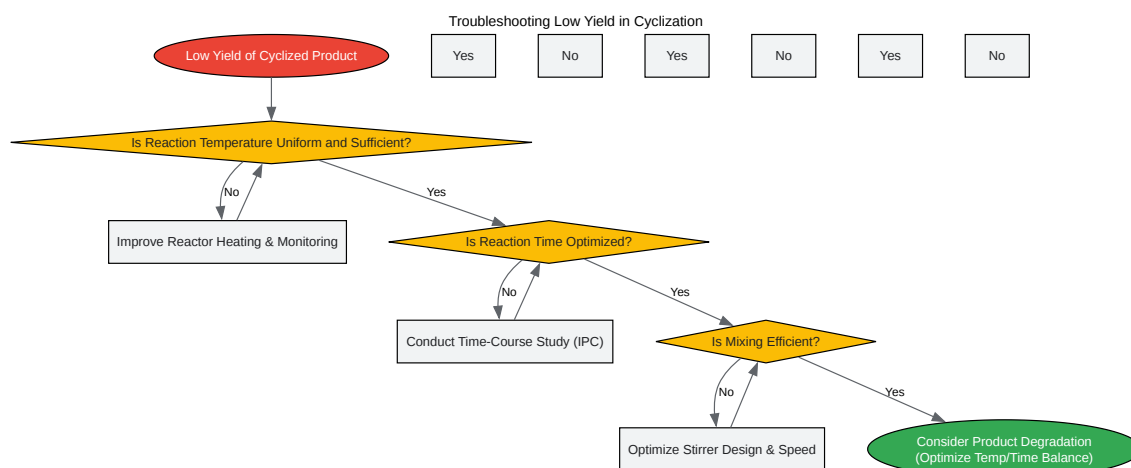 Troubleshooting Low Yield in Cyclization
Low Yield of Cyclized Product
Yes
No
Yes
No
Yes
No
Is Reaction Temperature Uniform and Sufficient?
No
Yes
Improve Reactor Heating & Monitoring
Is Reaction Time Optimized?
No
Yes
Conduct Time-Course Study (IPC)
Is Mixing Efficient?
No
Yes
Optimize Stirrer Design & Speed
Consider Product Degradation
(Optimize Temp/Time Balance)